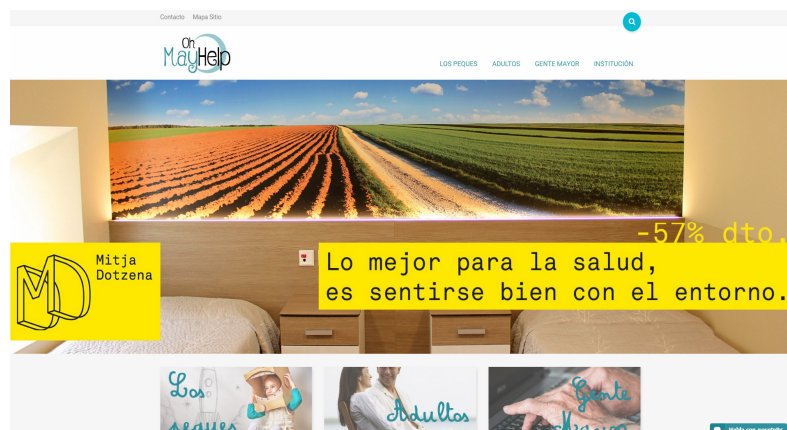 Contacto Mapa Sitio
Oh
MayHelp
LOS PEQUES ADULTOS GENTE MAYOR INSTITUCIÓN
-57% dto.
Mitja
Dotzena
MD
Lo mejor para la salud,
es sentirse bien con el entorno.
Los
peques
Adultos
Gente